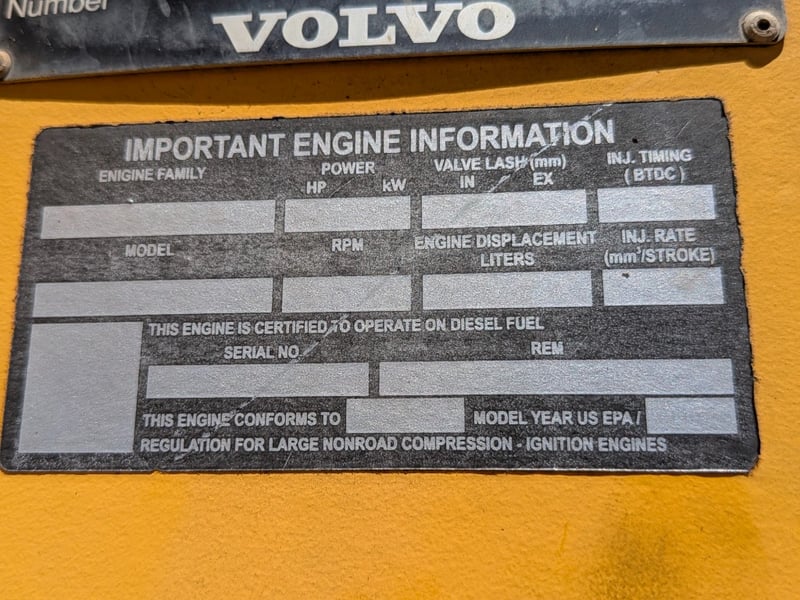 Number
VOLVO
IMPORTANT ENGINE INFORMATION
ENIGINE FAMILY POWER VALVE LASH (mm) INJ. TIMING
HP kW IN EX (BTDC)
MODEL RPM ENGINE DISPLACEMENT INJ. RATE
LITERS (mm³/STROKE)
THIS ENGINE IS CERTIFIED TO OPERATE ON DIESEL FUEL
SERIAL NO REM
THIS ENGINE CONFORMS TO MODEL YEAR US EPA /
REGULATION FOR LARGE NONROAD COMPRESSION - IGNITION ENGINES